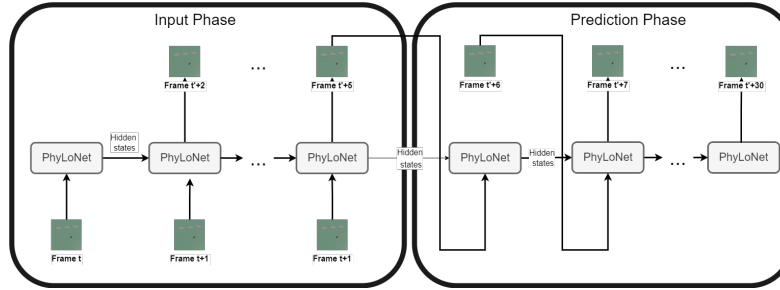 Input Phase
Prediction Phase
Frame t'+2
...
Frame t'+5
Frame t'+6
Frame t'+7
...
Frame t'+30
PhyLoNet
Hidden
states
PhyLoNet
...
PhyLoNet
Hidden
states
PhyLoNet
Hidden
states
PhyLoNet
...
PhyLoNet
Frame t
Frame t+1
Frame t+1